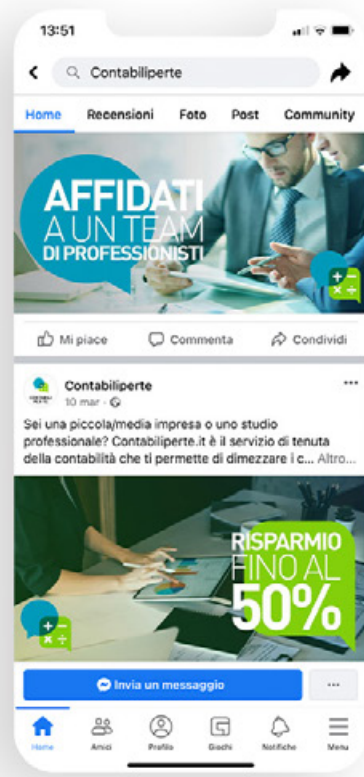 13:51
Contabiliperte
Home Recensioni Foto Post Community
AFFIDATI
A UN TEAM
DI PROFESSIONISTI
Mi piace Commenta Condividi
Contabiliperte
10 mar
Sei una piccola/media impresa o uno studio
professionale? Contabiliperte.it è il servizio di tenuta
della contabilità che ti permette di dimezzare i c... Altro...
RISPARMIO
FINO AL
50%
Invia un messaggio
Home Amici Profilo Giochi Notifiche Menu